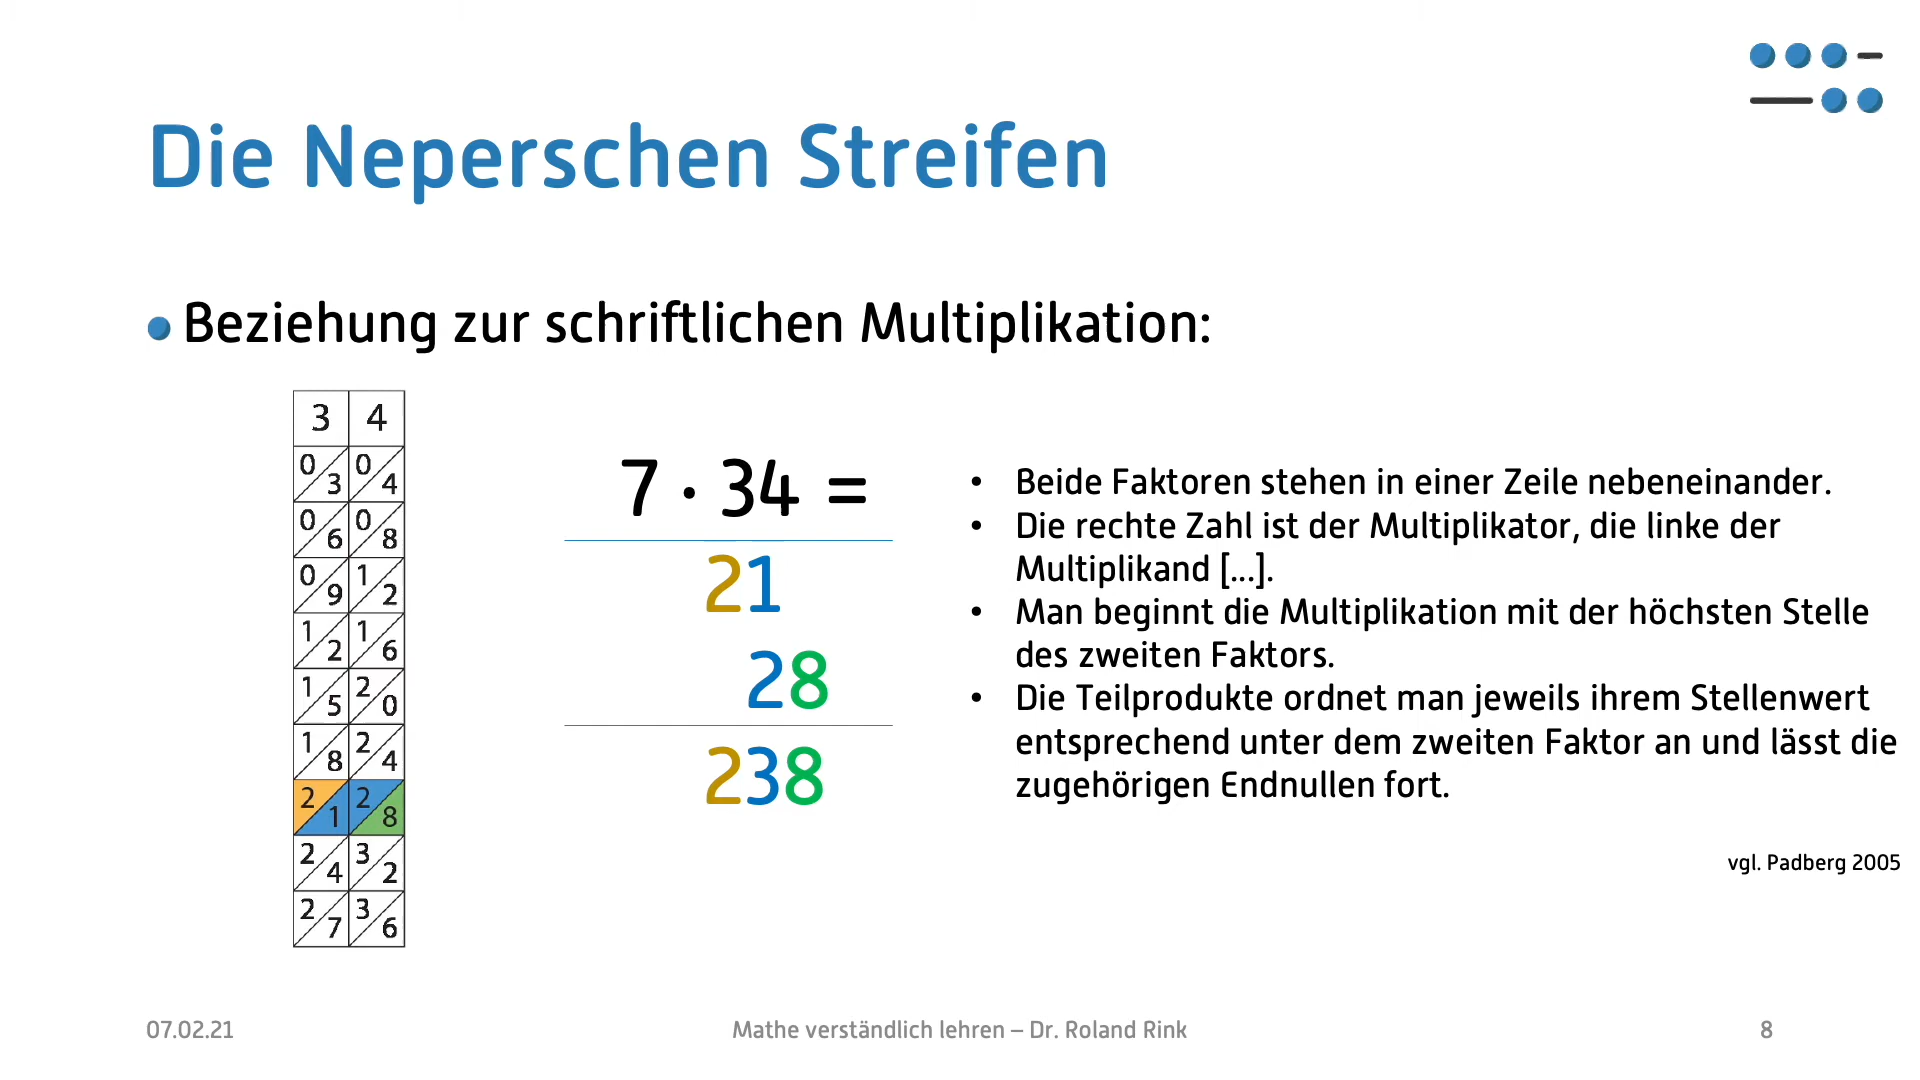 Die Neperschen Streifen
Beziehung zur schriftlichen Multiplikation:
3 4
0 3 0 4
0 6 0 8
0 9 1 2
1 2 1 6
1 5 2 0
1 8 2 4
2 1 2 8
2 4 3 2
2 7 3 6
7 · 34 =
21
28
238
• Beide Faktoren stehen in einer Zeile nebeneinander.
• Die rechte Zahl ist der Multiplikator, die linke der
Multiplikand [...].
• Man beginnt die Multiplikation mit der höchsten Stelle
des zweiten Faktors.
• Die Teilprodukte ordnet man jeweils ihrem Stellenwert
entsprechend unter dem zweiten Faktor an und lässt die
zugehörigen Endnullen fort.
vgl. Padberg 2005
07.02.21
Mathe verständlich lehren – Dr. Roland Rink
8